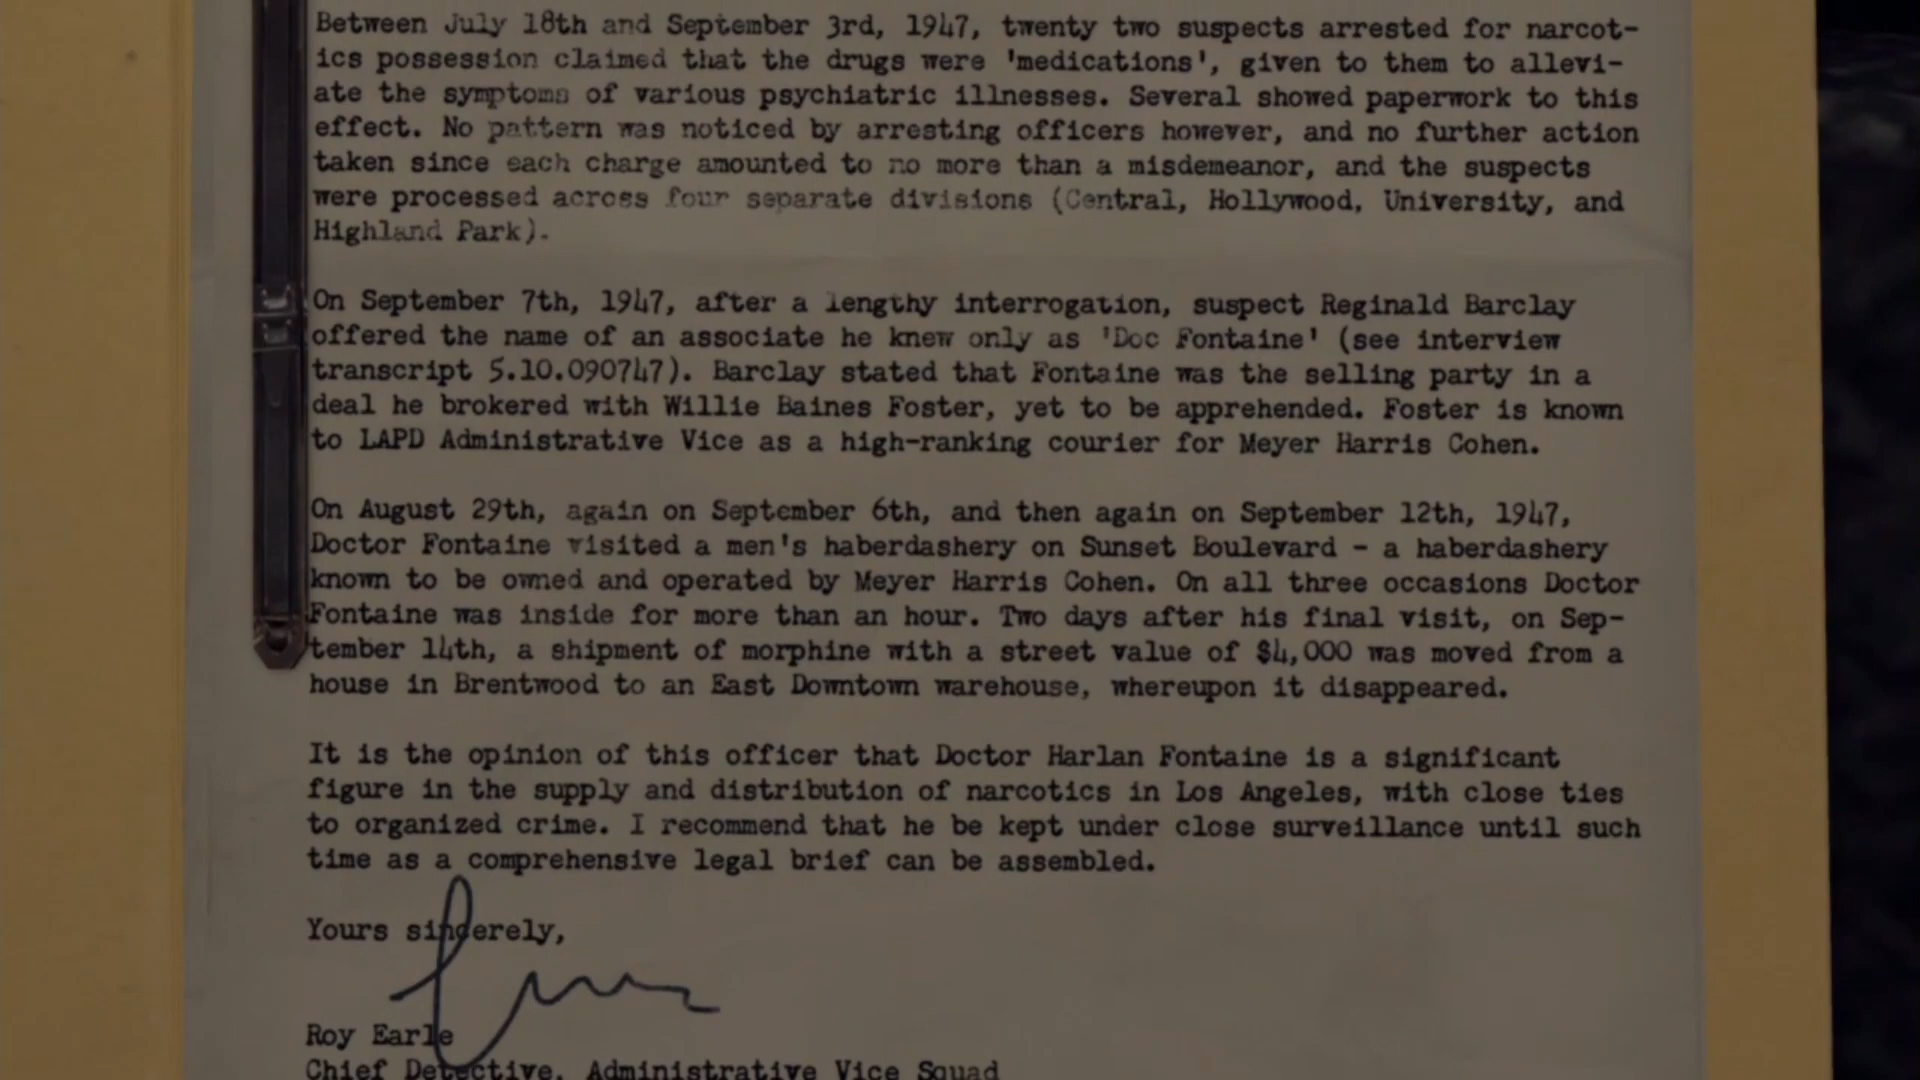 Between July 18th and September 3rd, 1947, twenty two suspects arrested for narcot-
ics possession claimed that the drugs were 'medications', given to them to allevi-
ate the symptoms of various psychiatric illnesses. Several showed paperwork to this
effect. No pattern was noticed by arresting officers however, and no further action
taken since each charge amounted to no more than a misdemeanor, and the suspects
were processed across four separate divisions (Central, Hollywood, University, and
Highland Park).
On September 7th, 1947, after a lengthy interrogation, suspect Reginald Barclay
offered the name of an associate he knew only as 'Doc Fontaine' (see interview
transcript 5.10.090747). Barclay stated that Fontaine was the selling party in a
deal he brokered with Willie Baines Foster, yet to be apprehended. Foster is known
to LAPD Administrative Vice as a high-ranking courier for Meyer Harris Cohen.
On August 29th, again on September 6th, and then again on September 12th, 1947,
Doctor Fontaine visited a men's haberdashery on Sunset Boulevard - a haberdashery
known to be owned and operated by Meyer Harris Cohen. On all three occasions Doctor
Fontaine was inside for more than an hour. Two days after his final visit, on Sep-
tember 14th, a shipment of morphine with a street value of $4,000 was moved from a
house in Brentwood to an East Downtown warehouse, whereupon it disappeared.
It is the opinion of this officer that Doctor Harlan Fontaine is a significant
figure in the supply and distribution of narcotics in Los Angeles, with close ties
to organized crime. I recommend that he be kept under close surveillance until such
time as a comprehensive legal brief can be assembled.
Yours sincerely,
Roy Earle
Chief Detective, Administrative Vice Squad